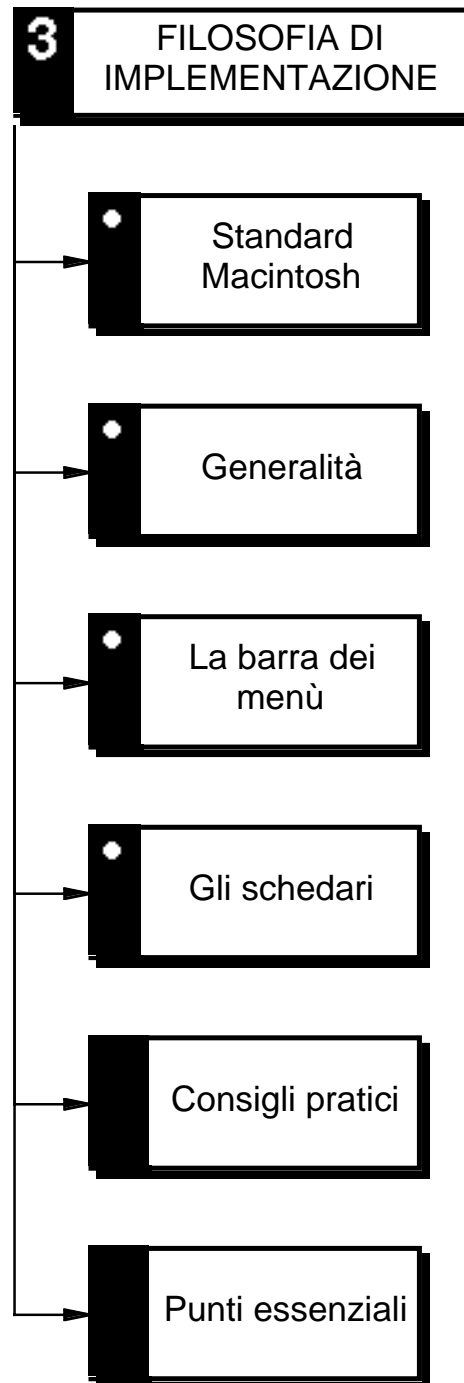 3
FILOSOFIA DI
IMPLEMENTAZIONE
Standard
Macintosh
Generalità
La barra dei
menù
Gli schedari
Consigli pratici
Punti essenziali